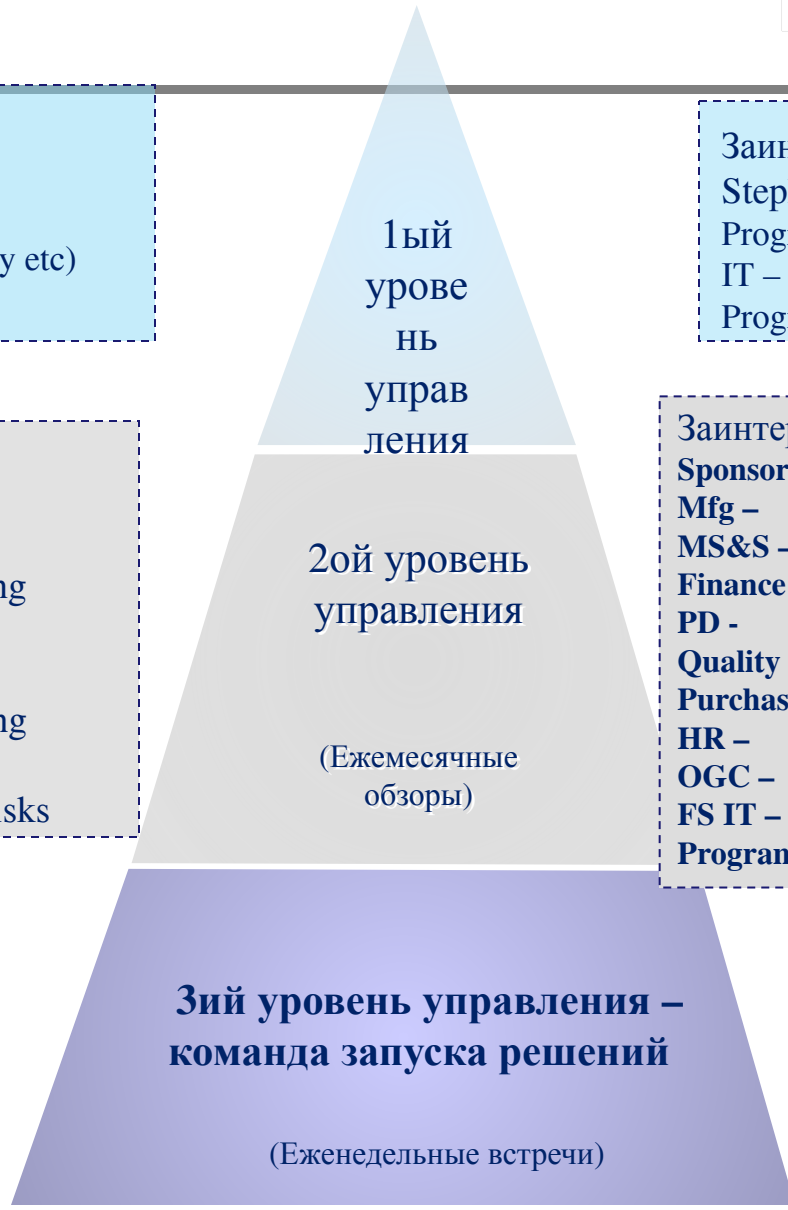 y etc)
ng
ng
1ый
урове
нь
управ
ления
2ой уровень
управления
(Ежемесячные
обзоры)
3ий уровень управления –
команда запуска решений
(Еженедельные встречи)
Заин
Step
Prog
IT –
Prog
Заинтер
Sponsor
Mfg –
MS&S –
Finance
PD -
Quality
Purchas
HR –
OGC –
FS IT –
Program